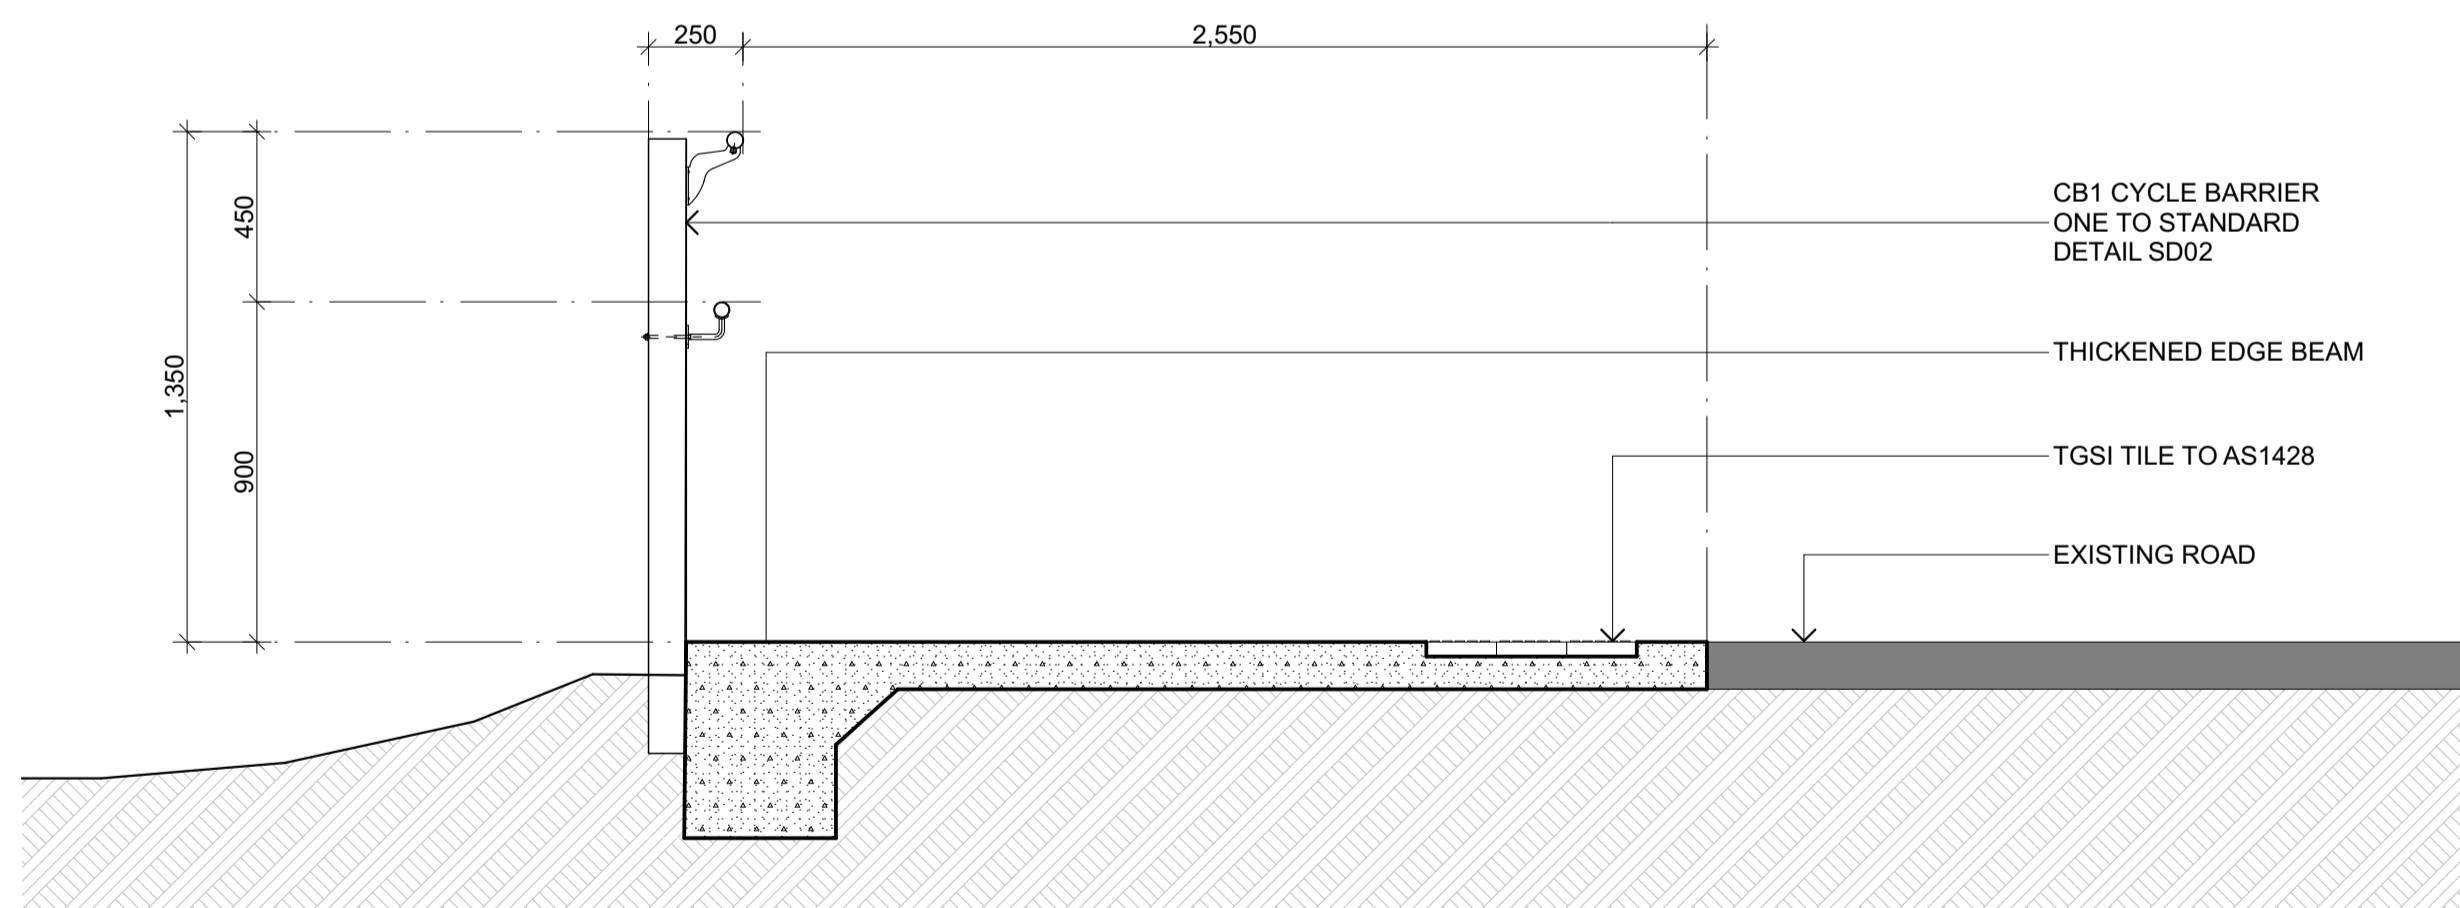 250
2,550
450
1,350
900
CB1 CYCLE BARRIER
ONE TO STANDARD
DETAIL SD02
THICKENED EDGE BEAM
TGSI TILE TO AS1428
EXISTING ROAD